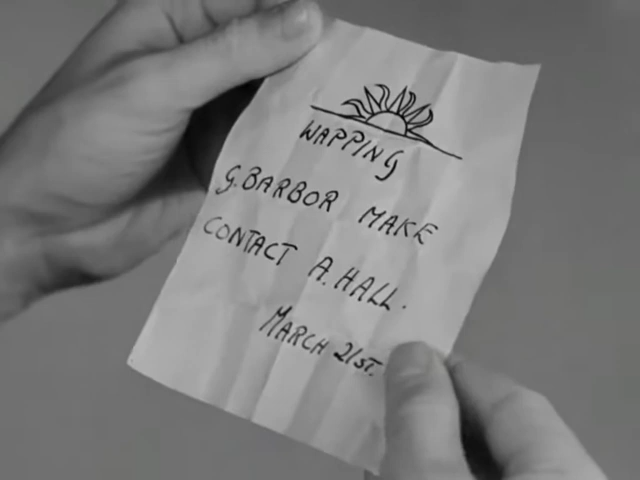 WAPPING
G. BARBOR MAKE
CONTACT A. HALL.
MARCH 21ST.